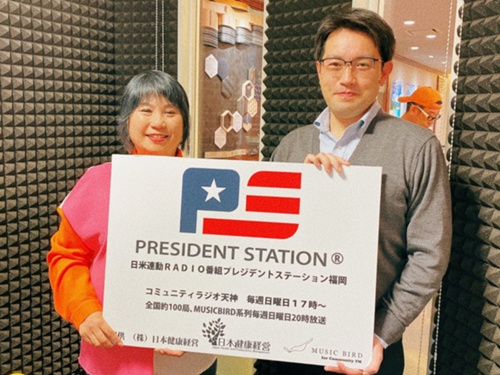 PS
PRESIDENT STATION®
日米連動RADIO番組プレジデントステーション福岡
コミュニティラジオ天神　毎週日曜日17時～
全国約100局、MUSICBIRD系列毎週日曜日20時放送
供 （株）日本健康経営
日本健康経営
MUSIC BIRD
for Community FM